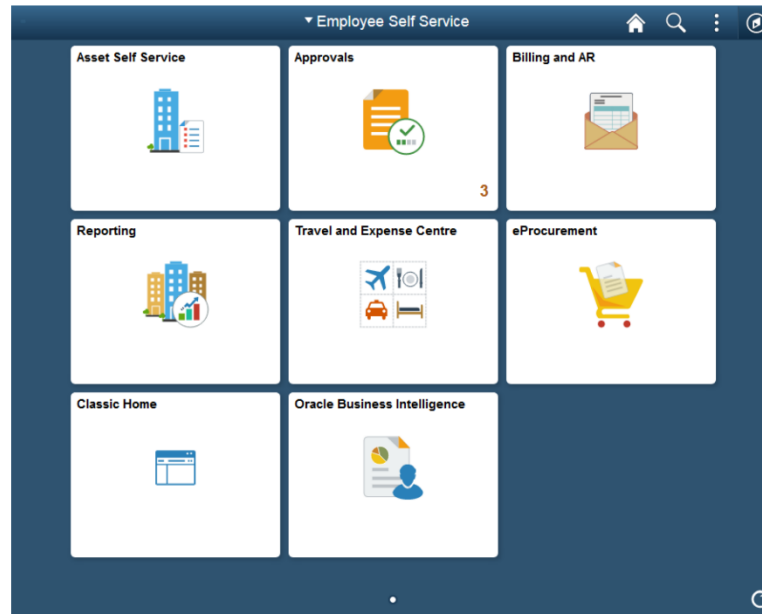 Employee Self Service
Asset Self Service
Approvals
Billing and AR
3
Reporting
Travel and Expense Centre
eProcurement
Classic Home
Oracle Business Intelligence